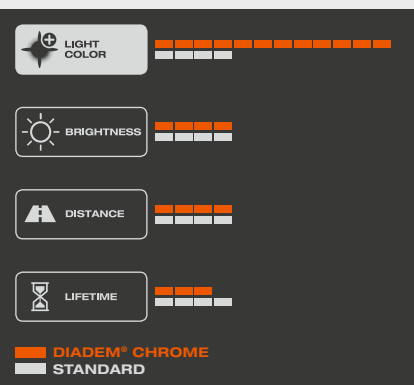 LIGHT
COLOR
BRIGHTNESS
DISTANCE
LIFETIME
DIADEM® CHROME
STANDARD